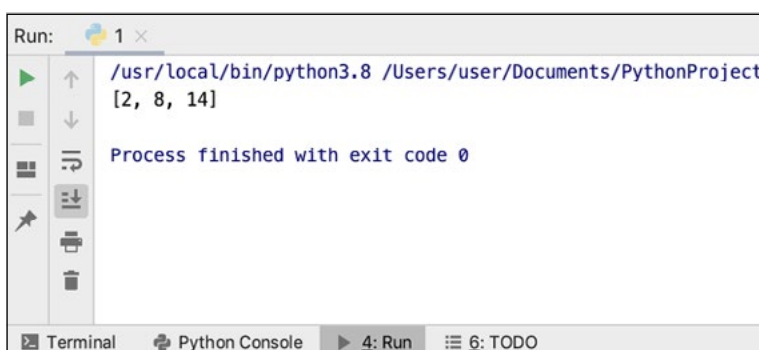 Run: 1
/usr/local/bin/python3.8 /Users/user/Documents/PythonProject
[2, 8, 14]
Process finished with exit code 0
Terminal Python Console 4: Run 6: TODO